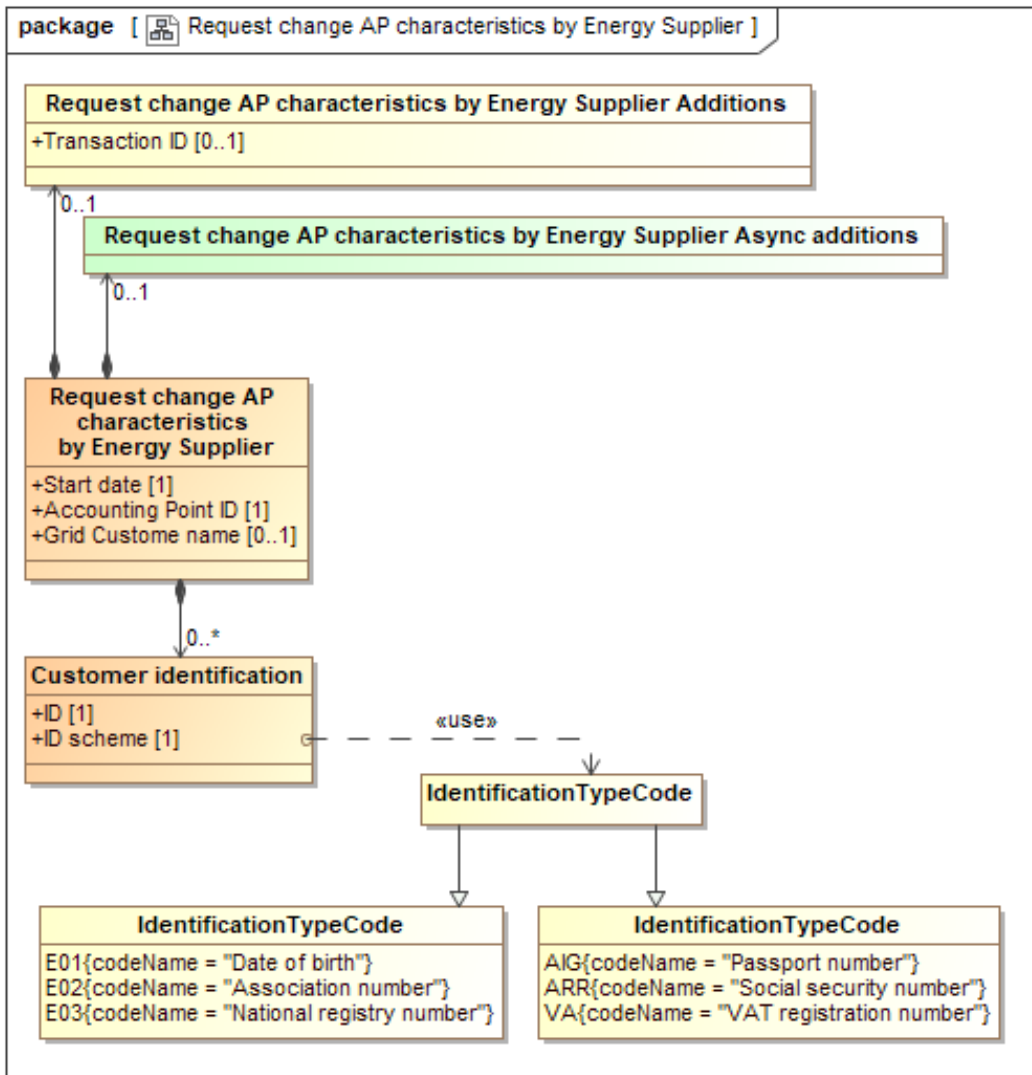 package [ Request change AP characteristics by Energy Supplier ]
Request change AP characteristics by Energy Supplier Additions
+Transaction ID [0..1]
0..1
Request change AP characteristics by Energy Supplier Async additions
0..1
Request change AP
characteristics
by Energy Supplier
+Start date [1]
+Accounting Point ID [1]
+Grid Custome name [0..1]
0..*
Customer identification
+ID [1]
+ID scheme [1]
«use»
IdentificationTypeCode
IdentificationTypeCode
E01{codeName = "Date of birth"}
E02{codeName = "Association number"}
E03{codeName = "National registry number"}
IdentificationTypeCode
AIG{codeName = "Passport number"}
ARR{codeName = "Social security number"}
VA{codeName = "VAT registration number"}